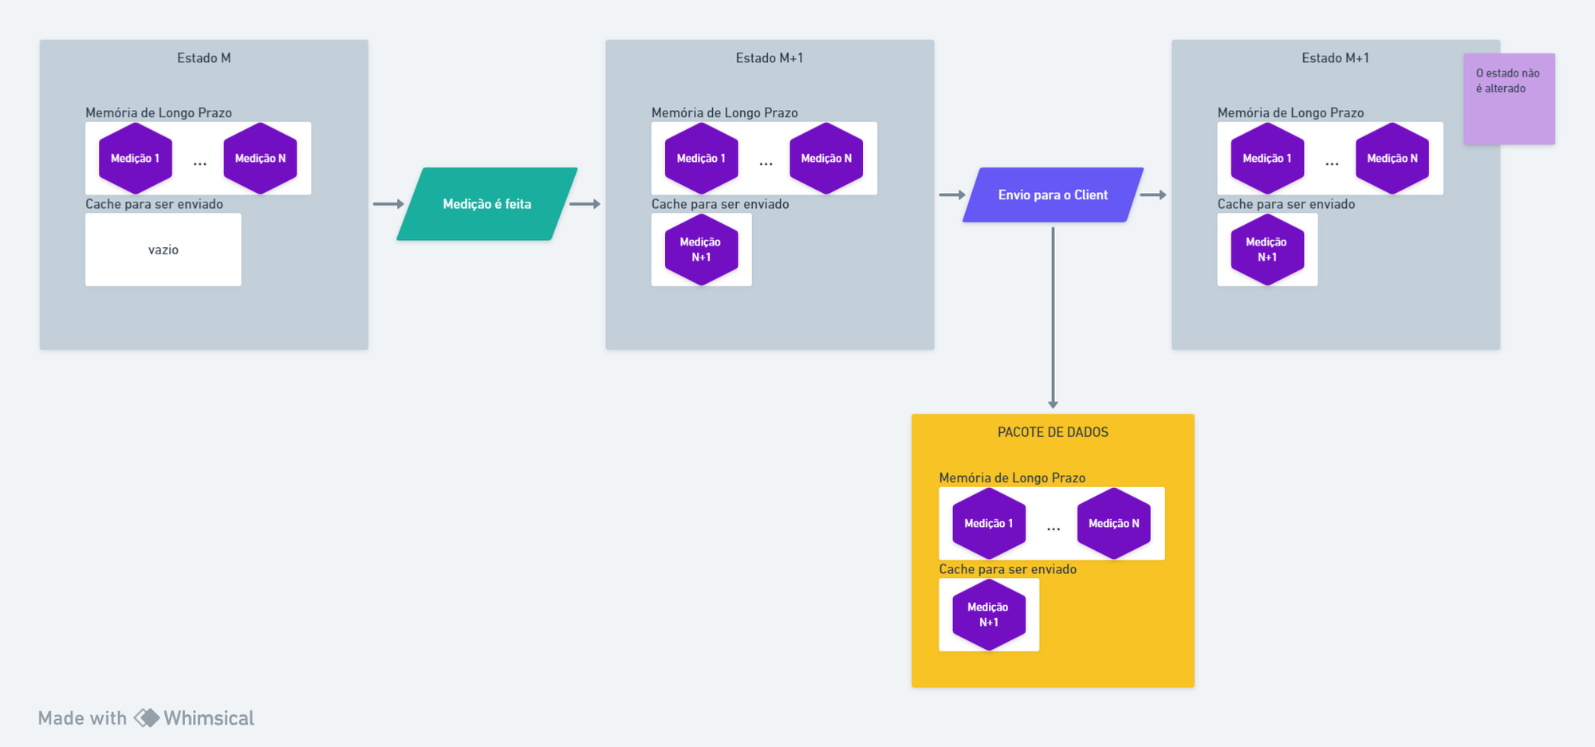 Estado M
Memória de Longo Prazo
Medição 1
...
Medição N
Cache para ser enviado
vazio
Medição é feita
Estado M+1
Memória de Longo Prazo
Medição 1
...
Medição N
Cache para ser enviado
Medição
N+1
Envio para o Client
Estado M+1
O estado não
é alterado
Memória de Longo Prazo
Medição 1
...
Medição N
Cache para ser enviado
Medição
N+1
PACOTE DE DADOS
Memória de Longo Prazo
Medição 1
...
Medição N
Cache para ser enviado
Medição
N+1
Made with Whimsical